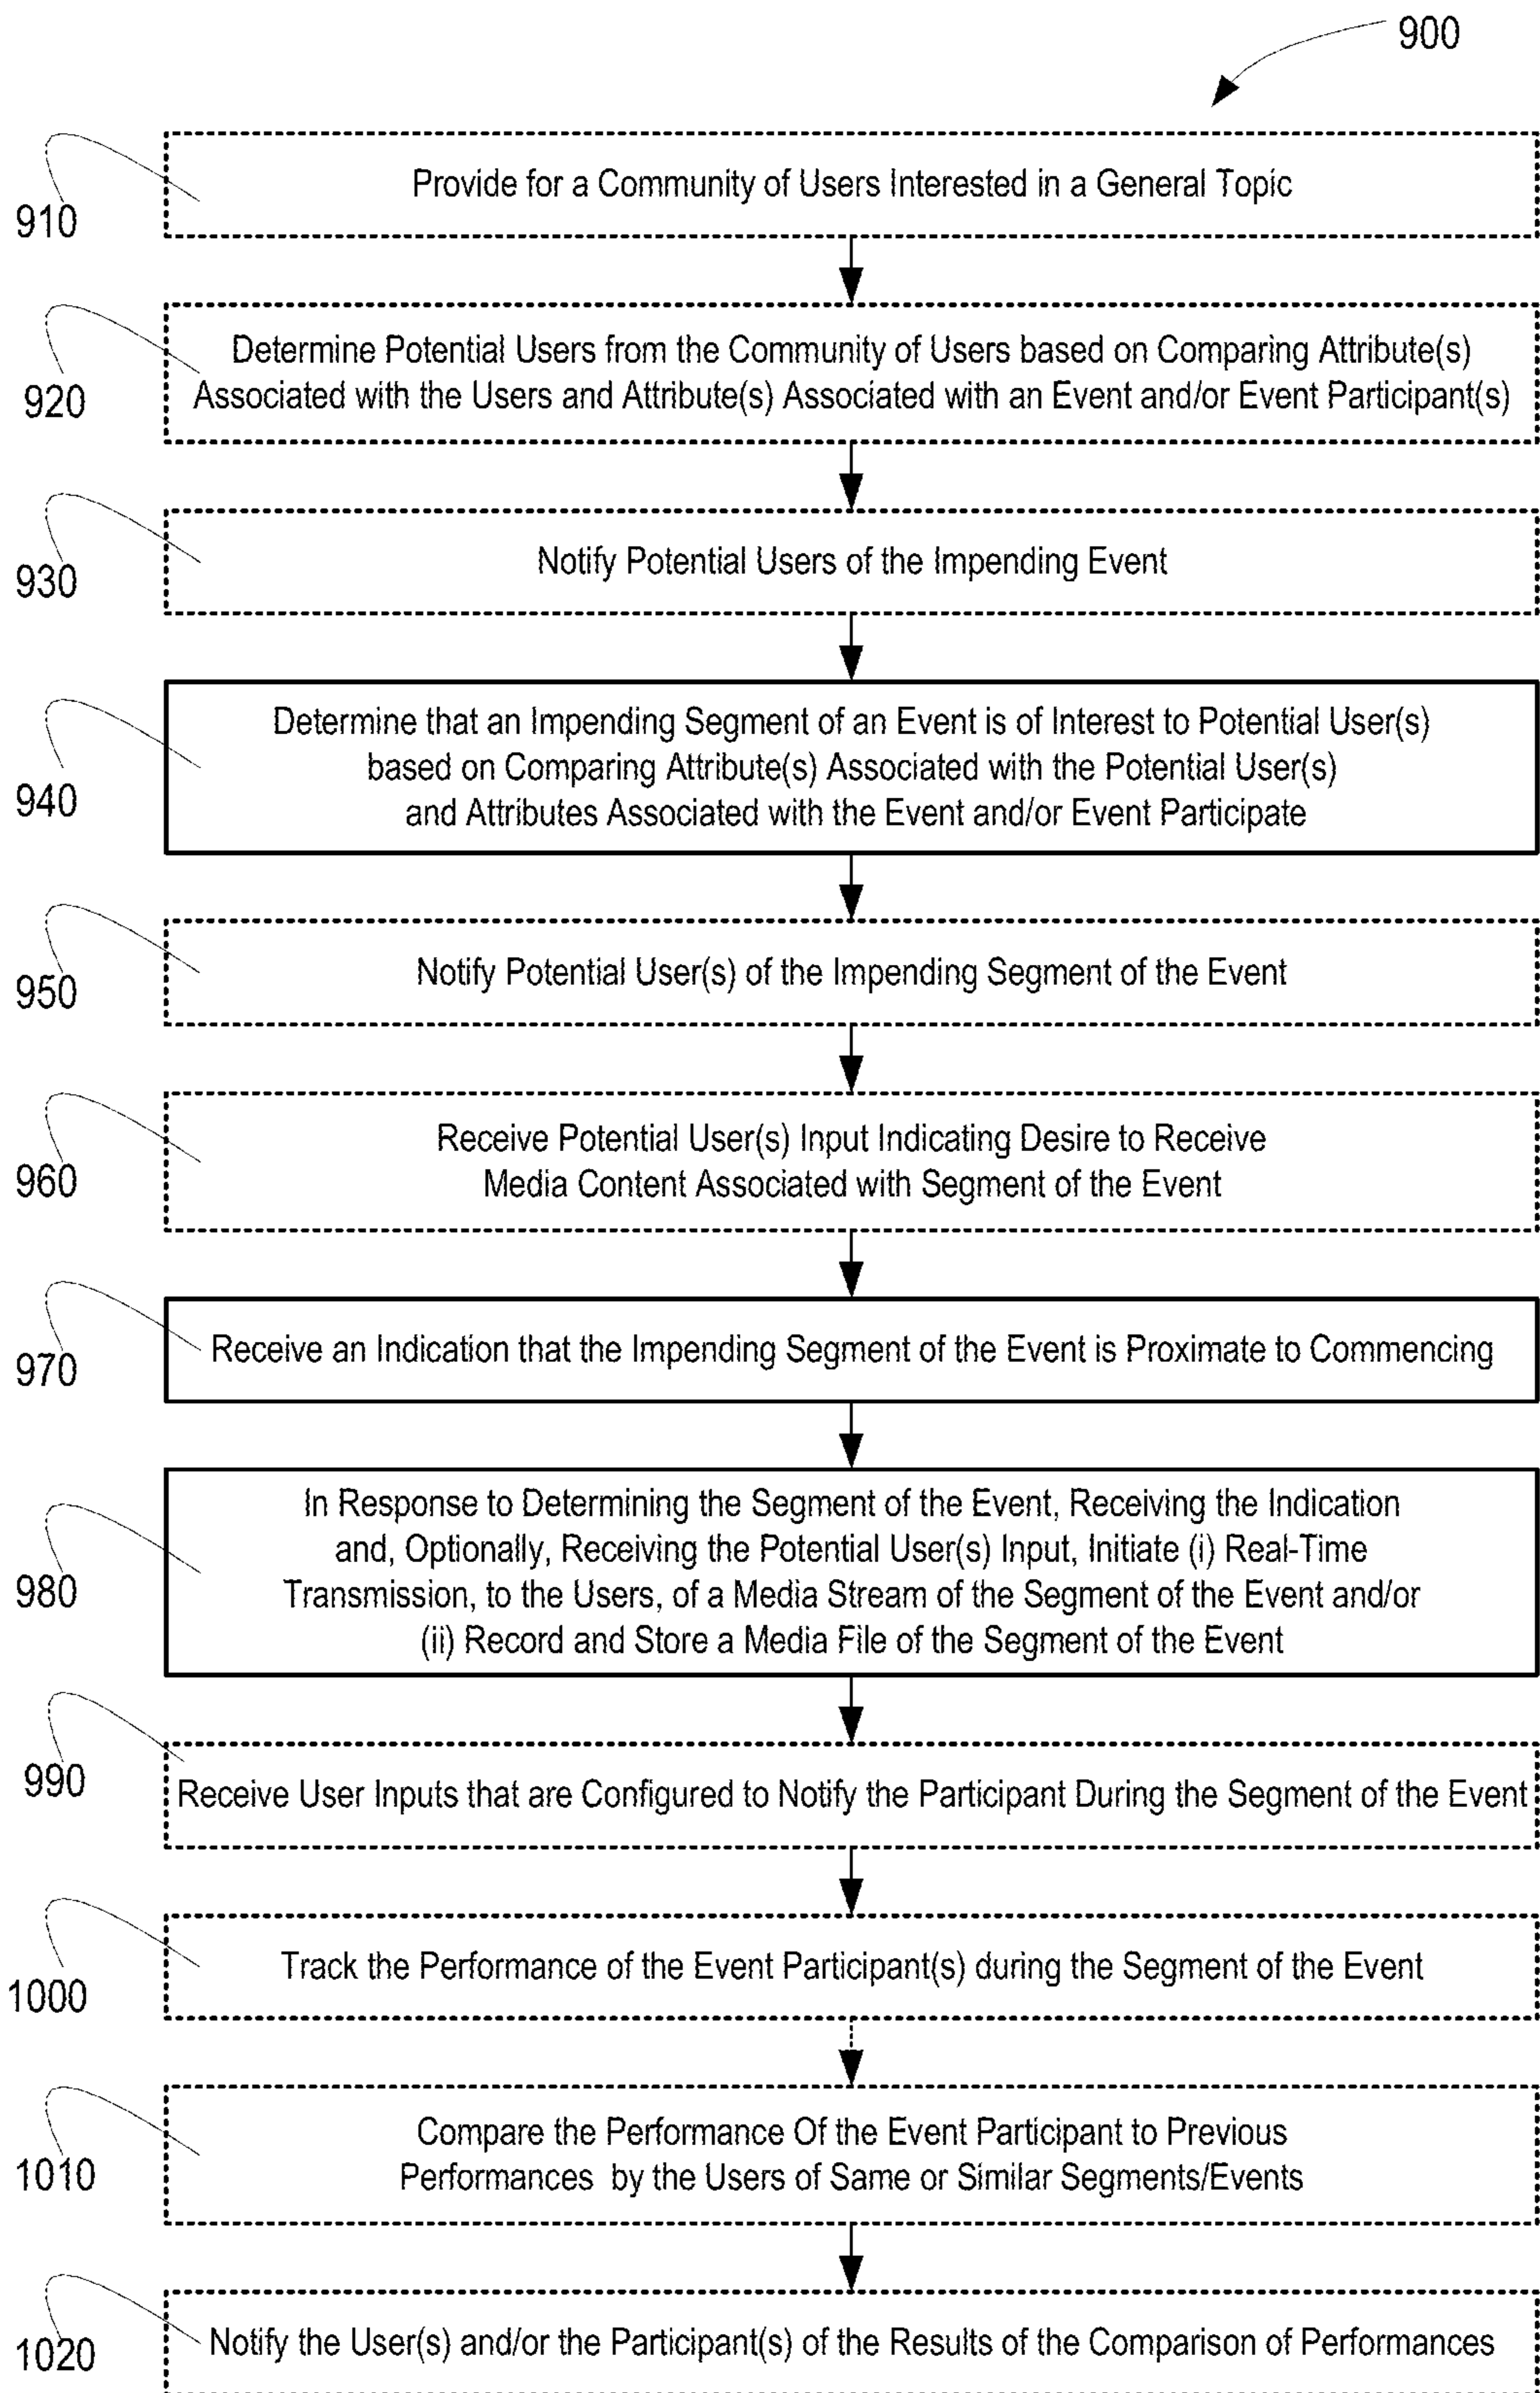 900
910
Provide for a Community of Users Interested in a General Topic
920
Determine Potential Users from the Community of Users based on Comparing Attribute(s)
Associated with the Users and Attribute(s) Associated with an Event and/or Event Participant(s)
930
Notify Potential Users of the Impending Event
940
Determine that an Impending Segment of an Event is of Interest to Potential User(s)
based on Comparing Attribute(s) Associated with the Potential User(s)
and Attributes Associated with the Event and/or Event Participate
950
Notify Potential User(s) of the Impending Segment of the Event
960
Receive Potential User(s) Input Indicating Desire to Receive
Media Content Associated with Segment of the Event
970
Receive an Indication that the Impending Segment of the Event is Proximate to Commencing
980
In Response to Determining the Segment of the Event, Receiving the Indication
and, Optionally, Receiving the Potential User(s) Input, Initiate (i) Real-Time
Transmission, to the Users, of a Media Stream of the Segment of the Event and/or
(ii) Record and Store a Media File of the Segment of the Event
990
Receive User Inputs that are Configured to Notify the Participant During the Segment of the Event
1000
Track the Performance of the Event Participant(s) during the Segment of the Event
1010
Compare the Performance Of the Event Participant to Previous
Performances by the Users of Same or Similar Segments/Events
1020
Notify the User(s) and/or the Participant(s) of the Results of the Comparison of Performances